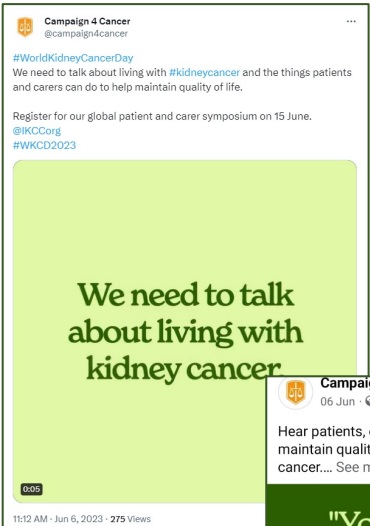 Campaign 4 Cancer
@campaign4cancer
#WorldKidneyCancerDay
We need to talk about living with #kidneycancer and the things patients
and carers can do to help maintain quality of life.
Register for our global patient and carer symposium on 15 June.
@IKCCorg
#WKCD2023
We need to talk
about living with
kidney cancer.
0:05
11:12 AM · Jun 6, 2023 · 275 Views
06 Jun ·
Hear patients,
maintain
cancer.... See